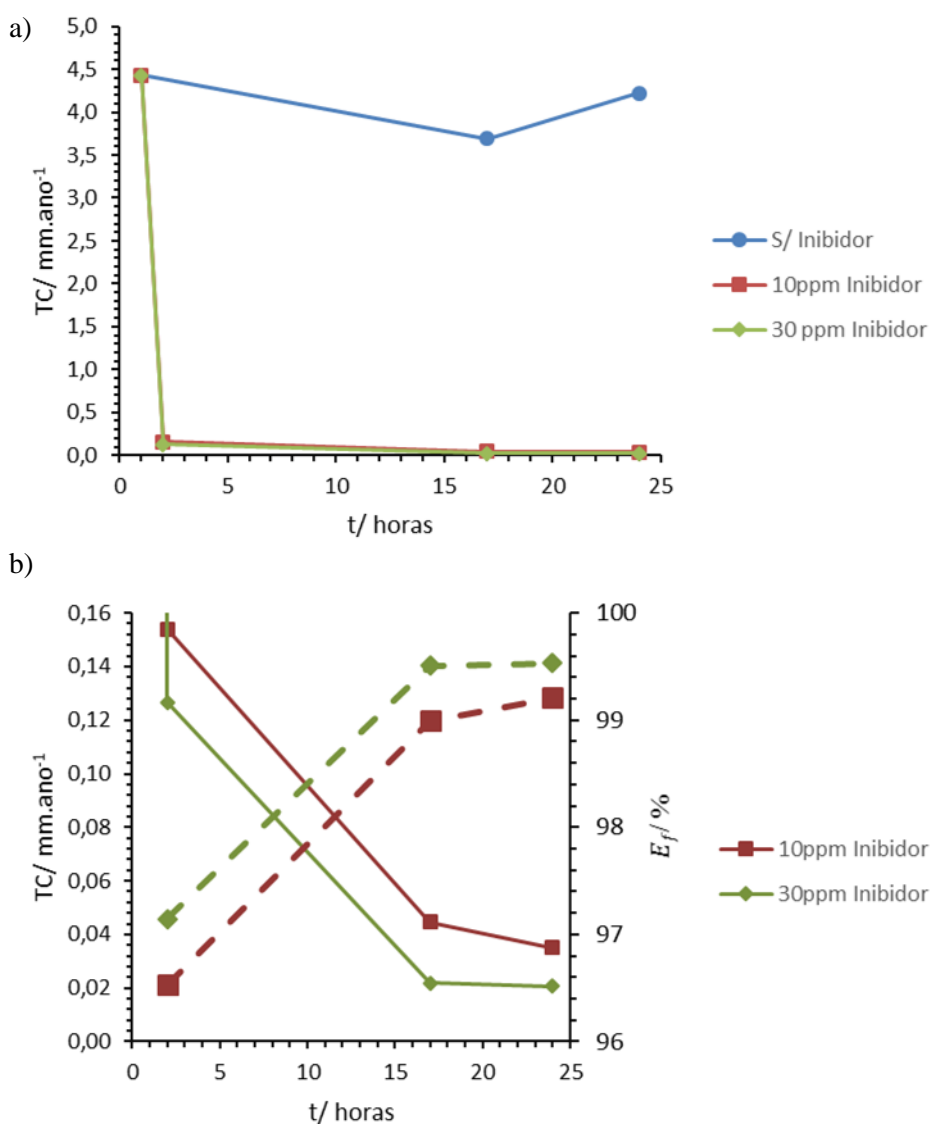 a)
5,0
4,5
4,0
3,5
3,0
2,5
2,0
1,5
1,0
0,5
0,0
TC/ mm.ano⁻¹
0 5 10 15 20 25
t/ horas
S/ Inibidor
10ppm Inibidor
30 ppm Inibidor
b)
0,16
0,14
0,12
0,10
0,08
0,06
0,04
0,02
0,00
TC/ mm.ano⁻¹
100
99
98
97
96
E_f/ %
0 5 10 15 20 25
t/ horas
10ppm Inibidor
30ppm Inibidor